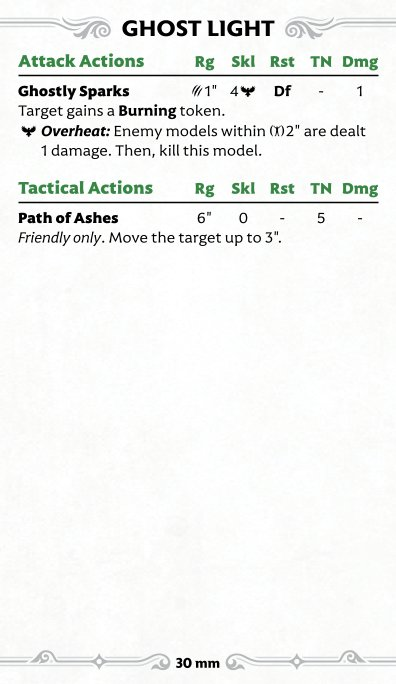 GHOST LIGHT
Attack Actions Rg Skl Rst TN Dmg
Ghostly Sparks 1" 4 Df - 1
Target gains a Burning token.
Overheat: Enemy models within 2" are dealt
1 damage. Then, kill this model.
Tactical Actions Rg Skl Rst TN Dmg
Path of Ashes 6" 0 - 5 -
Friendly only. Move the target up to 3".
30 mm